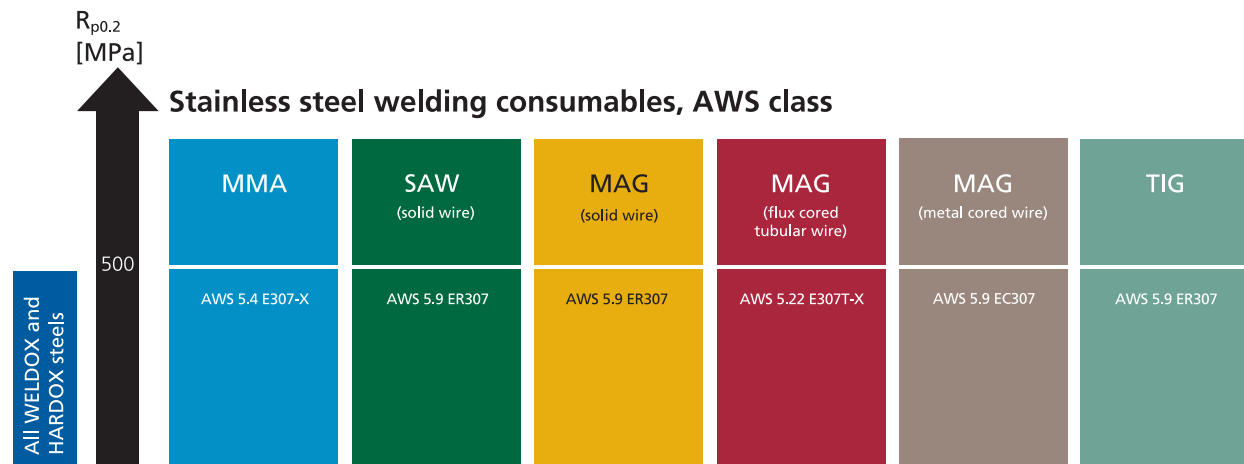 Rp0.2
[MPa]
Stainless steel welding consumables, AWS class
MMA
SAW
(solid wire)
MAG
(solid wire)
MAG
(flux cored
tubular wire)
MAG
(metal cored wire)
TIG
500
AWS 5.4 E307-X
AWS 5.9 ER307
AWS 5.9 ER307
AWS 5.22 E307T-X
AWS 5.9 EC307
AWS 5.9 ER307
All WELDOX and
HARDOX steels